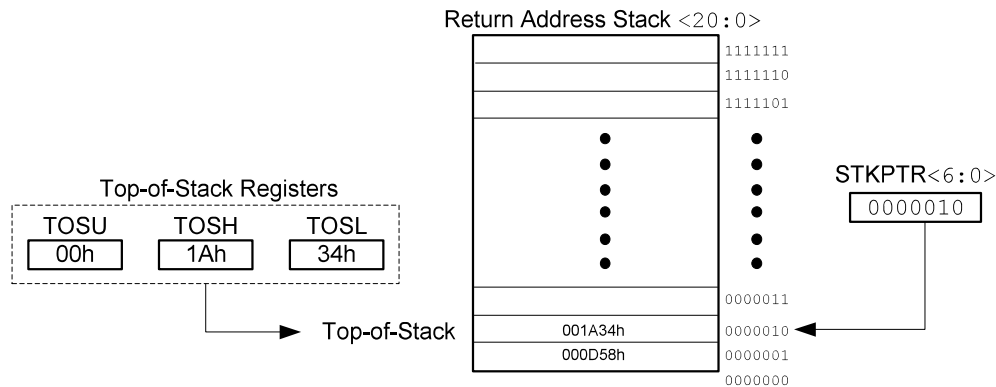 Return Address Stack <20:0>
1111111
1111110
1111101
STKPTR<6:0>
0000010
Top-of-Stack Registers
TOSU TOSH TOSL
00h 1Ah 34h
0000011
Top-of-Stack 001A34h 0000010
000D58h 0000001
0000000